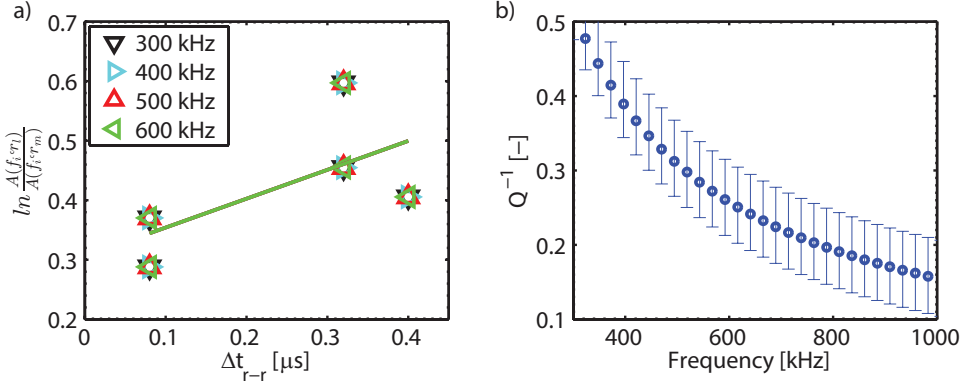 a)
ln A(f_i,r_l) / A(f_i,r_m)
0.7
0.6
0.5
0.4
0.3
0.2
300 kHz
400 kHz
500 kHz
600 kHz
0
0.1
0.2
0.3
0.4
Δt_{r−r} [μs]
b)
Q^{−1} [-]
0.5
0.4
0.3
0.2
0.1
400
600
800
1000
Frequency [kHz]